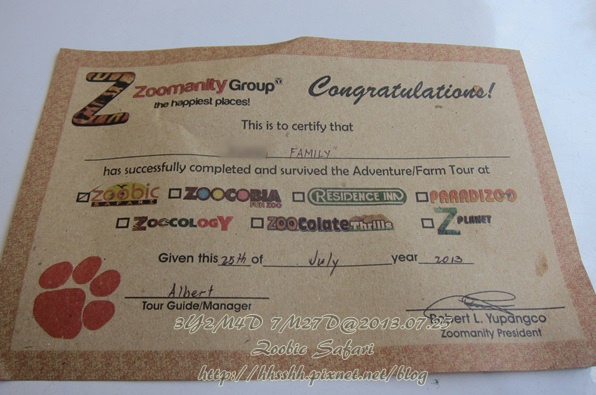 Z Zoomanity Group
the happiest places!
Congratulations!
This is to certify that
FAMILY"
has successfully completed and survived the Adventure/Farm Tour at
Zoobic SAFARI ZOOCOBIA FUN ZOO RESIDENCE INN PARADIZOO
ZOOCOLOGY ZOOColate Thrills Z PLANET
Given this 25th of July year 2013
Albert
Tour Guide/Manager
Robert L. Yupangco
Zoomanity President
3Y2M4D 7M27D@2013.07.25
Zoobic Safari
http://hhsshh.pixnet.net/blog